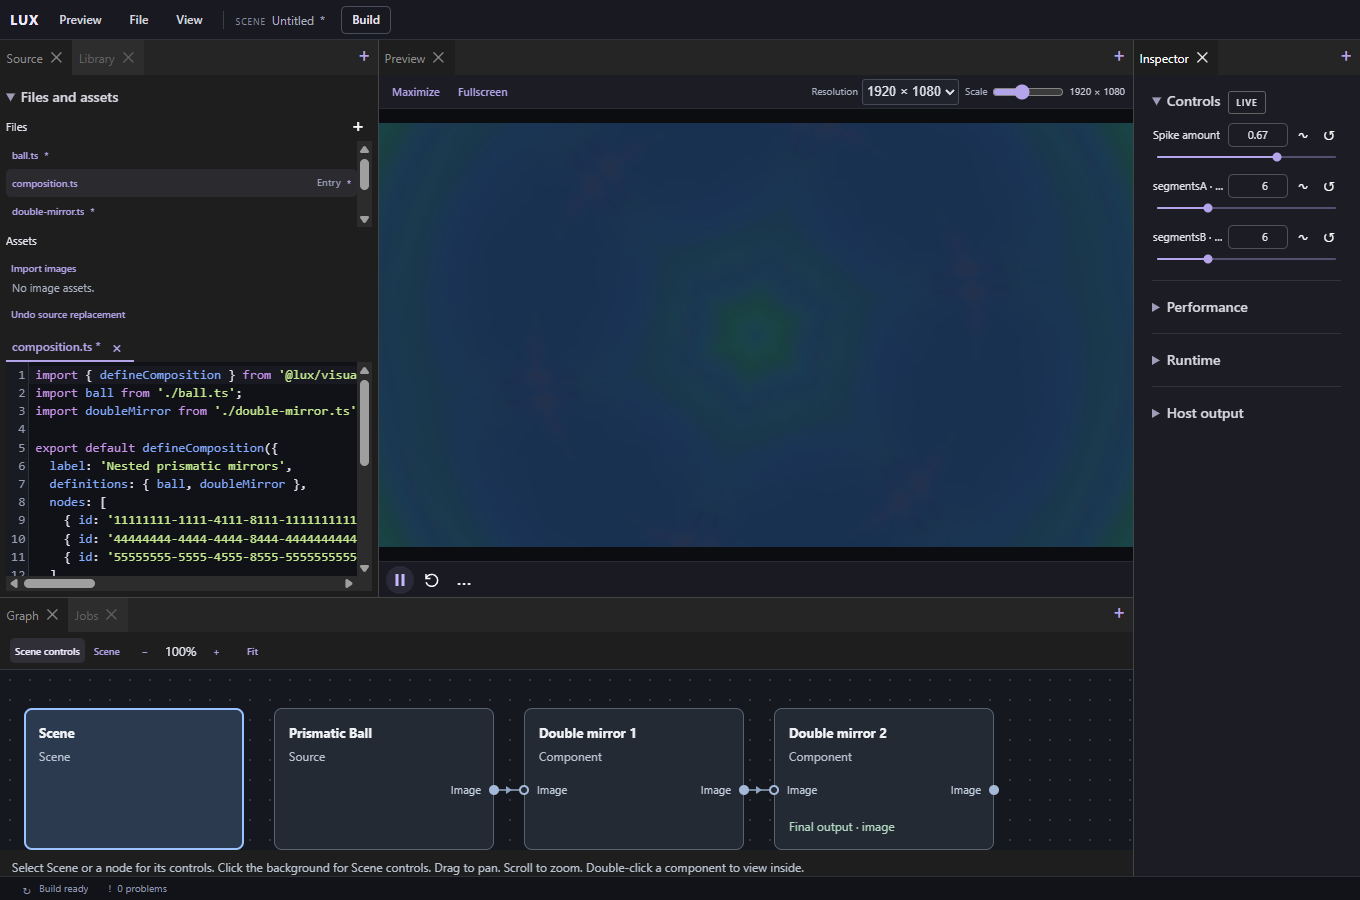 LUX Preview File View SCENE Untitled * Build
Source Library +
Files and assets
Files +
ball.ts *
composition.ts Entry *
double-mirror.ts *
Assets
Import images
No image assets.
Undo source replacement
composition.ts * ×
1 import { defineComposition } from '@lux/visua
2 import ball from './ball.ts';
3 import doubleMirror from './double-mirror.ts'
4
5 export default defineComposition({
6 label: 'Nested prismatic mirrors',
7 definitions: { ball, doubleMirror },
8 nodes: [
9 { id: '11111111-1111-4111-8111-1111111111
10 { id: '44444444-4444-4444-8444-4444444444
11 { id: '55555555-5555-4555-8555-5555555555
12 ]
Preview +
Maximize Fullscreen Resolution 1920 × 1080 Scale 1920 × 1080
...
Inspector +
Controls LIVE
Spike amount 0.67
segmentsA · ... 6
segmentsB · ... 6
Performance
Runtime
Host output
Graph Jobs +
Scene controls Scene − 100% + Fit
Scene
Scene
Prismatic Ball
Source
Image
Double mirror 1
Component
Image Image
Double mirror 2
Component
Image Image
Final output · image
Select Scene or a node for its controls. Click the background for Scene controls. Drag to pan. Scroll to zoom. Double-click a component to view inside.
Build ready ! 0 problems